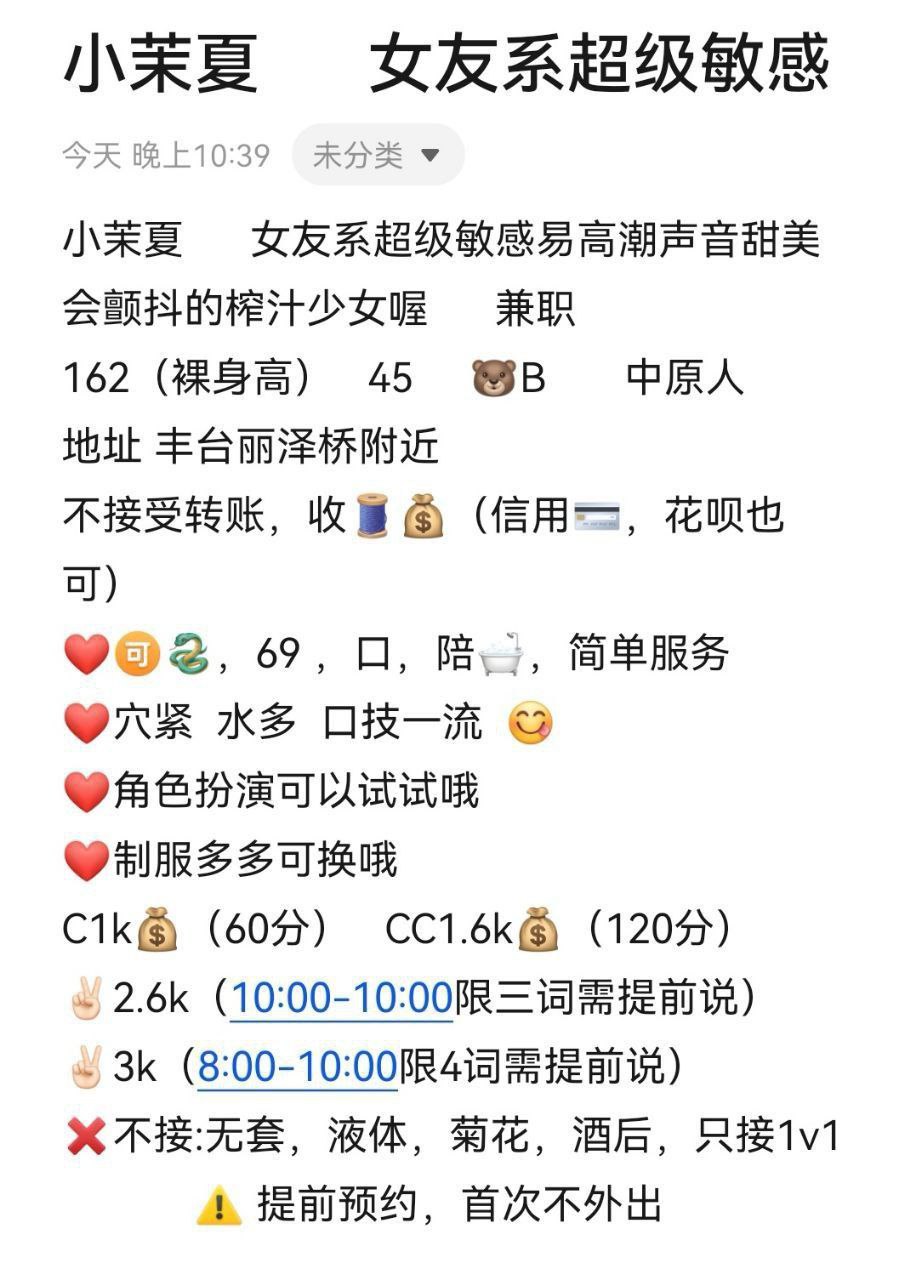 小茉夏 女友系超级敏感
今天 晚上10:39 未分类
小茉夏 女友系超级敏感易高潮声音甜美
会颤抖的榨汁少女喔 兼职
162（裸身高） 45 🐻B 中原人
地址 丰台丽泽桥附近
不接受转账，收🧵💰（信用💳，花呗也
可）
❤️🉑🐍，69 ，口，陪🛁，简单服务
❤️穴紧 水多 口技一流 😋
❤️角色扮演可以试试哦
❤️制服多多可换哦
C1k💰（60分） CC1.6k💰（120分）
✌🏻2.6k（10:00-10:00限三词需提前说）
✌🏻3k（8:00-10:00限4词需提前说）
❌不接:无套，液体，菊花，酒后，只接1v1
⚠️ 提前预约，首次不外出